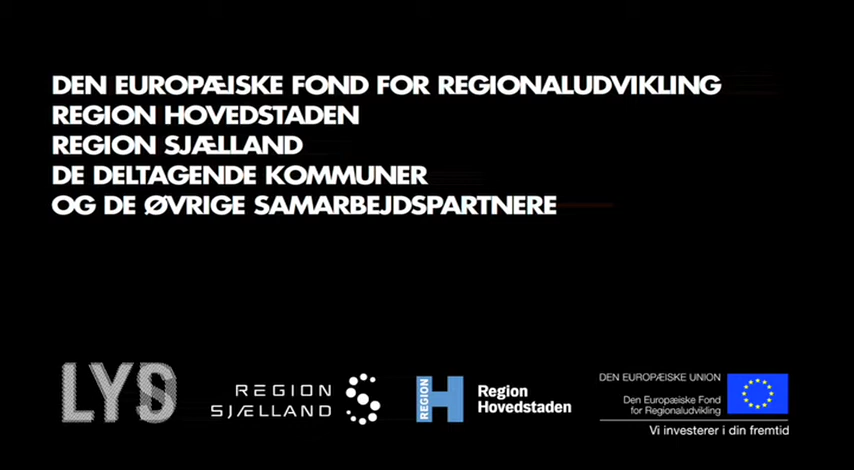 DEN EUROPÆISKE FOND FOR REGIONALUDVIKLING
REGION HOVEDSTADEN
REGION SJÆLLAND
DE DELTAGENDE KOMMUNER
OG DE ØVRIGE SAMARBEJDSPARTNERE
LYS
REGION
SJÆLLAND
REGION
H
Region
Hovedstaden
DEN EUROPÆISKE UNION
Den Europæiske Fond
for Regionaludvikling
Vi investerer i din fremtid